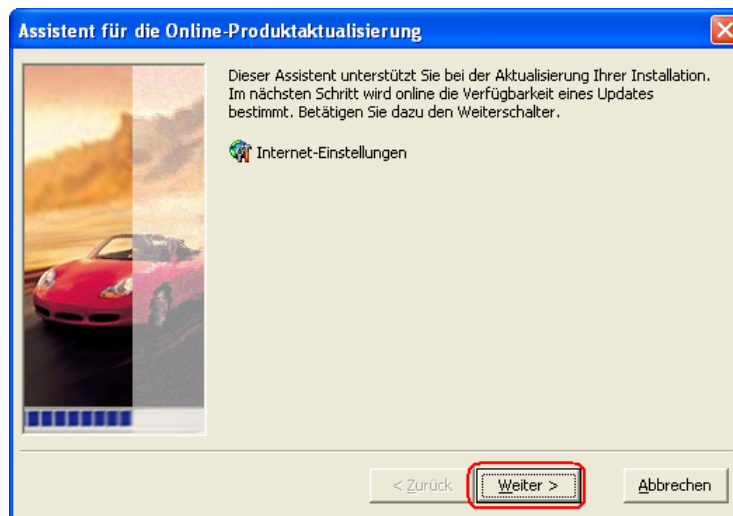 Assistent für die Online-Produktaktualisierung
Dieser Assistent unterstützt Sie bei der Aktualisierung Ihrer Installation.
Im nächsten Schritt wird online die Verfügbarkeit eines Updates
bestimmt. Betätigen Sie dazu den Weiterschalter.
Internet-Einstellungen
< Zurück
Weiter >
Abbrechen